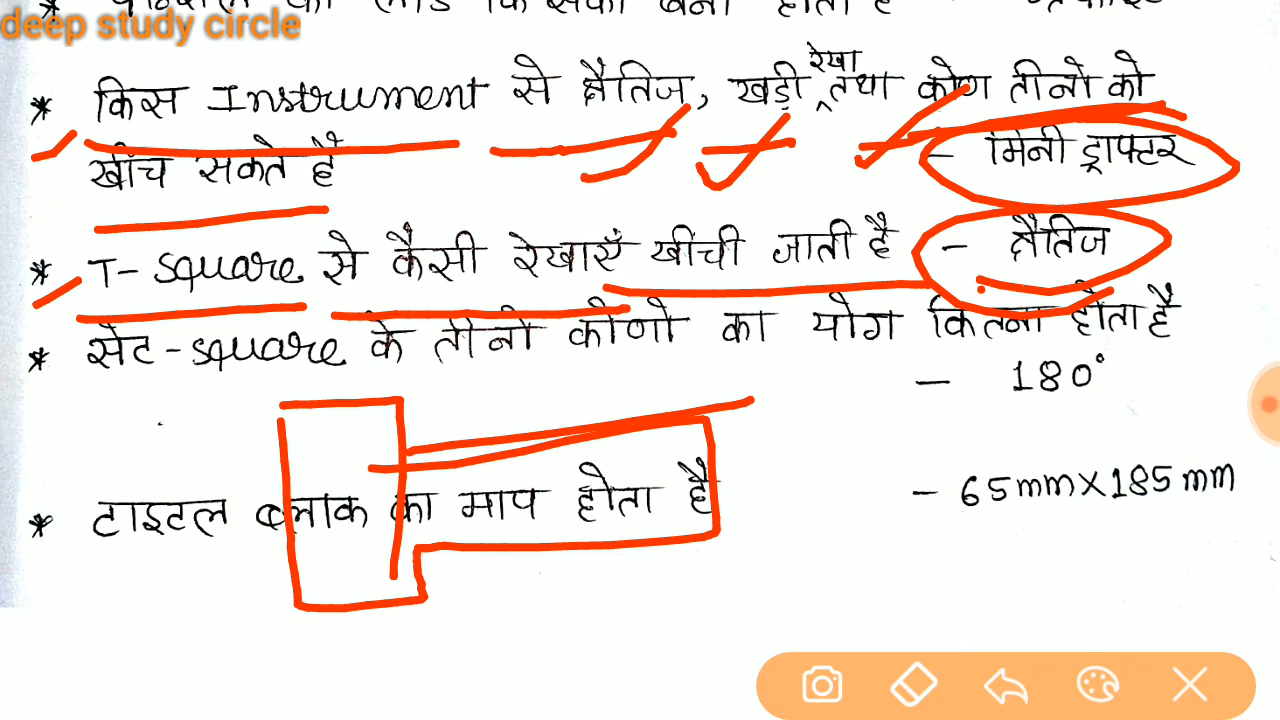 deep study circle
* किस Instrument से क्षैतिज, खड़ी रेखा तथा कोण तीनो को
खींच सकते है - मिनी ड्राफ्टर
* T-square से कैसी रेखाएँ खींची जाती है - क्षैतिज
* सेट-square के तीनो कोणो का योग कितना होता है
- 180°
* टाइटल ब्लाक का माप होता है - 65mm×185mm